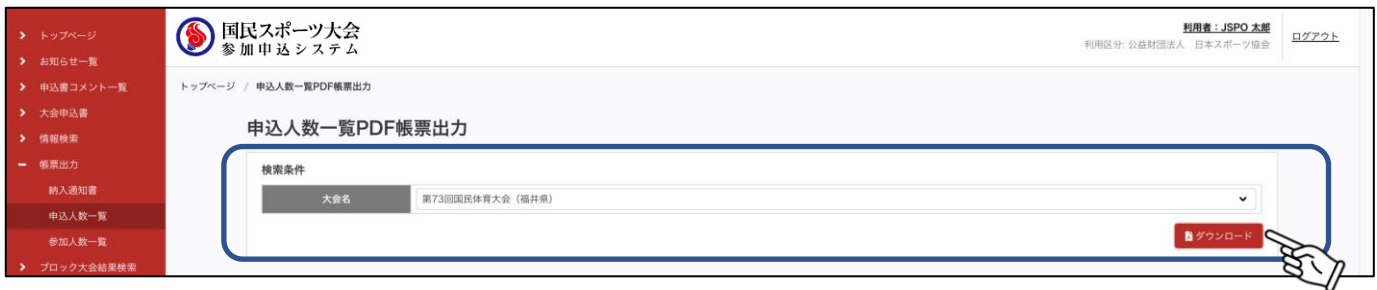 トップページ
お知らせ一覧
申込書コメント一覧
大会申込書
情報検索
帳票出力
納入通知書
申込人数一覧
参加人数一覧
ブロック大会結果検索
国民スポーツ大会
参加申込システム
利用者：JSPO 太郎
利用区分: 公益財団法人 日本スポーツ協会
ログアウト
トップページ / 申込人数一覧PDF帳票出力
申込人数一覧PDF帳票出力
検索条件
大会名
第73回国民体育大会（福井県）
ダウンロード